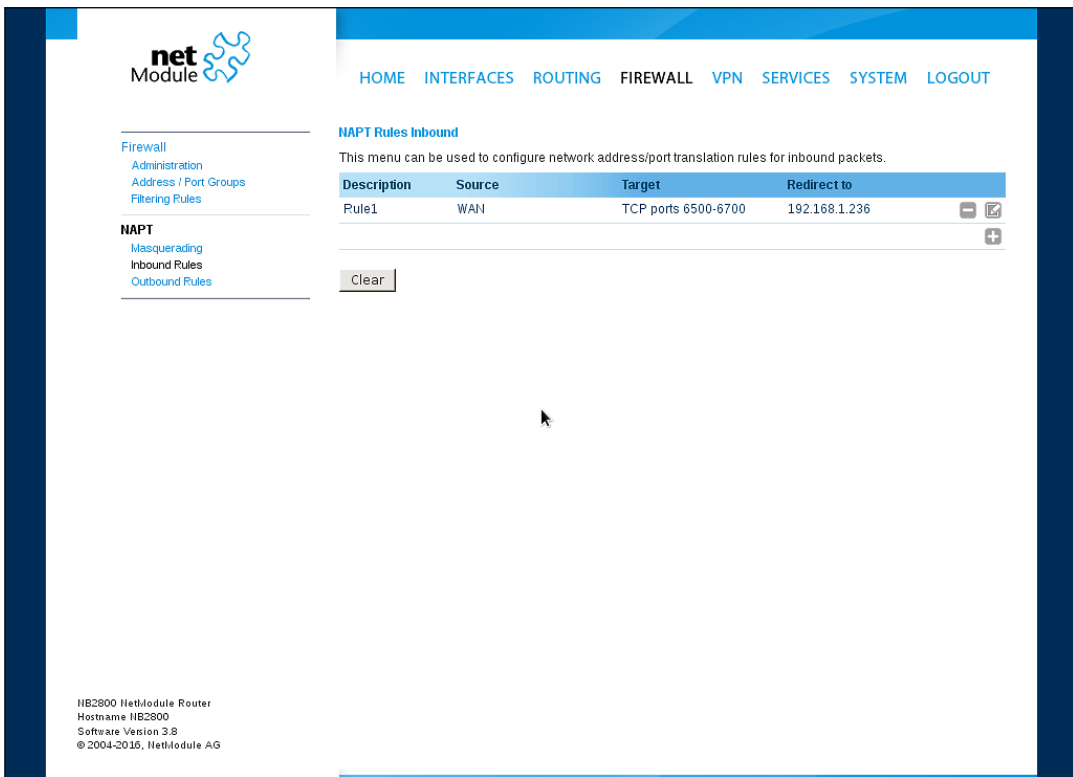 net
Module
HOME INTERFACES ROUTING FIREWALL VPN SERVICES SYSTEM LOGOUT
Firewall
Administration
Address / Port Groups
Filtering Rules
NAPT
Masquerading
Inbound Rules
Outbound Rules
NAPT Rules Inbound
This menu can be used to configure network address/port translation rules for inbound packets.
Description Source Target Redirect to
Rule1 WAN TCP ports 6500-6700 192.168.1.236
Clear
NB2800 NetModule Router
Hostname NB2800
Software Version 3.8
© 2004-2016, NetModule AG